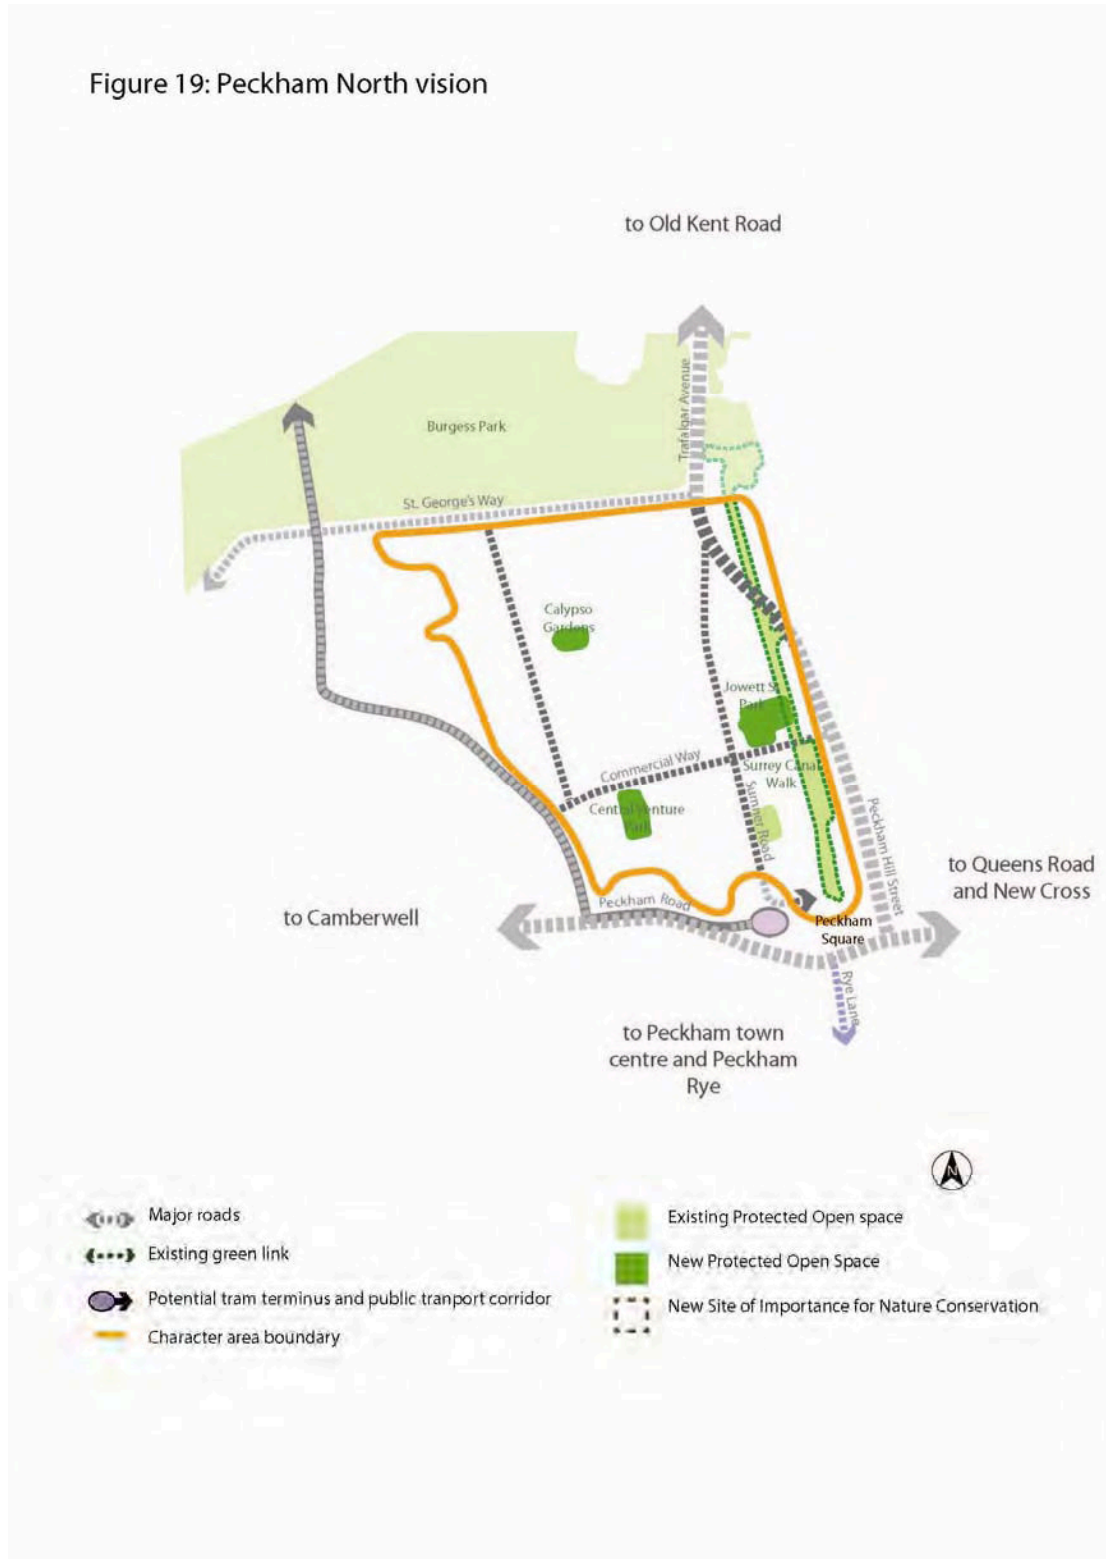 Figure 19: Peckham North vision
to Old Kent Road
Trafalgar Avenue
Burgess Park
St. George's Way
Calypso
Gardens
Jowett St.
Park
Commercial Way
Surrey Canal
Walk
Central Venture
Park
Sumner Road
Peckham Hill Street
to Queens Road
and New Cross
Peckham Road
to Camberwell
Peckham
Square
Rye Lane
to Peckham town
centre and Peckham
Rye
N
Major roads
Existing green link
Potential tram terminus and public tranport corridor
Character area boundary
Existing Protected Open space
New Protected Open Space
New Site of Importance for Nature Conservation